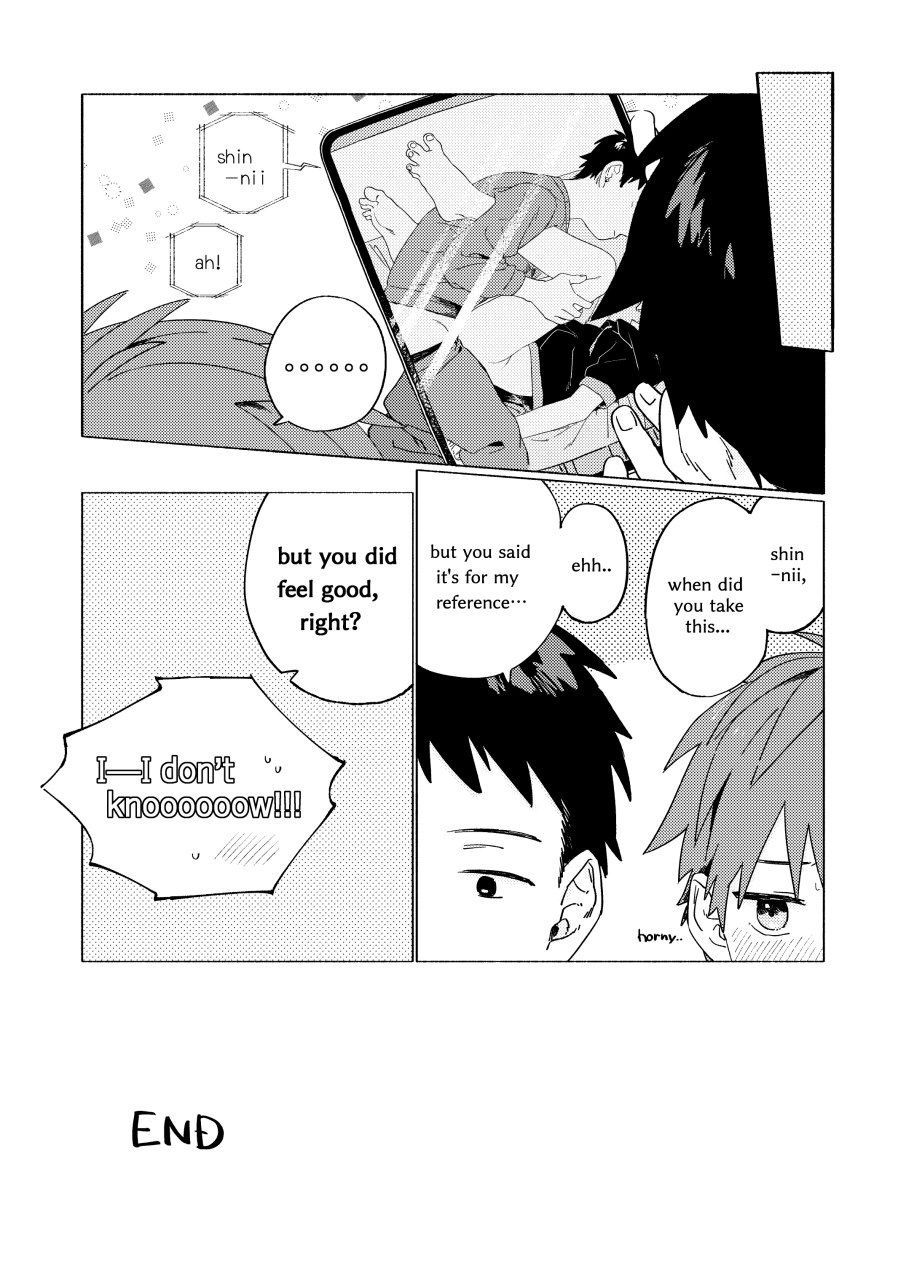 shin
-nii
ah!
。。。。。。
shin
-nii,
when did
you take
this...
ehh..
but you said
it's for my
reference…
horny..
but you did
feel good,
right?
I—I don't
knoooooow!!!
END